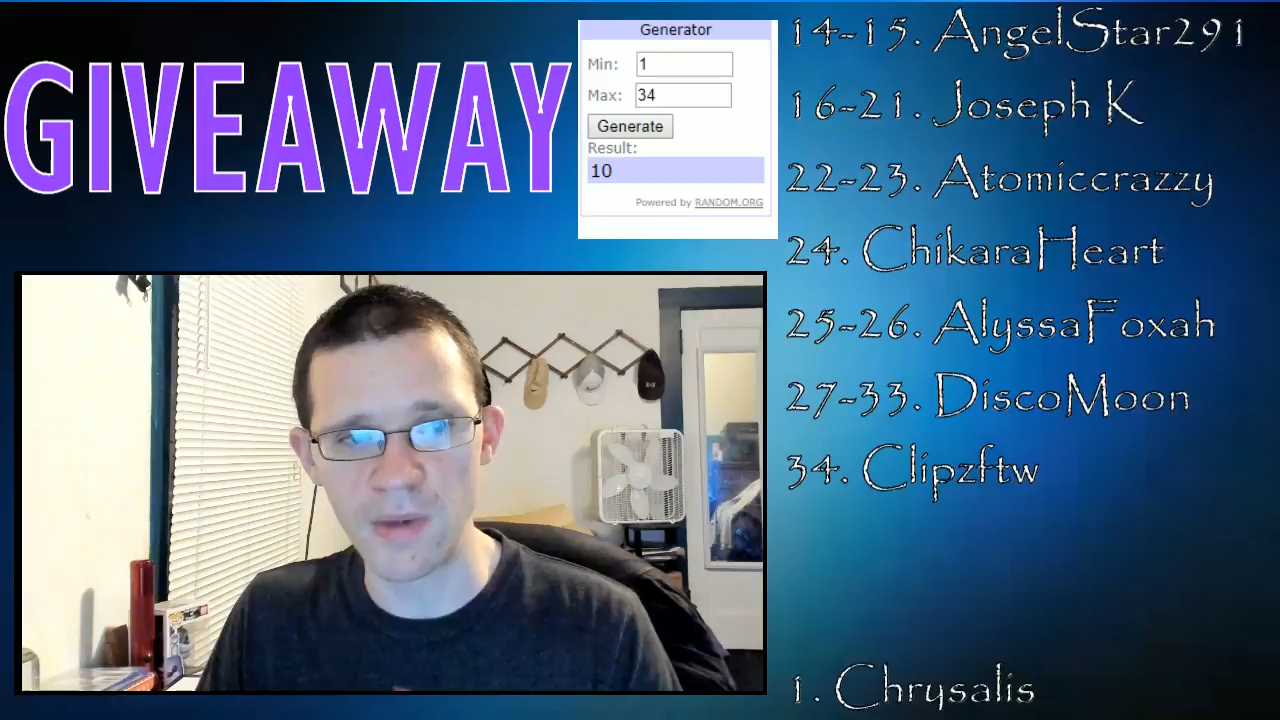 GIVEAWAY
Generator
Min: 1
Max: 34
Generate
Result:
10
Powered by RANDOM.ORG
14-15. AngelStar291
16-21. Joseph K
22-23. Atomiccrazzy
24. ChikaraHeart
25-26. AlyssaFoxah
27-33. DiscoMoon
34. Clipzftw
1. Chrysalis